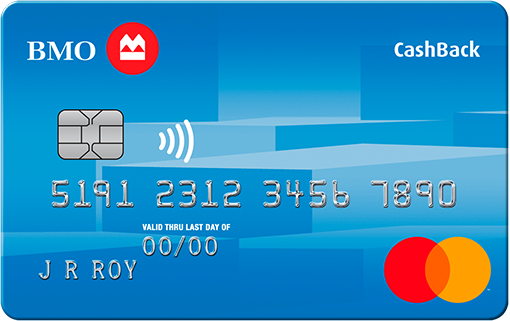 BMO
CashBack
5191 2312 3456 7890
VALID THRU LAST DAY OF
00/00
J R ROY